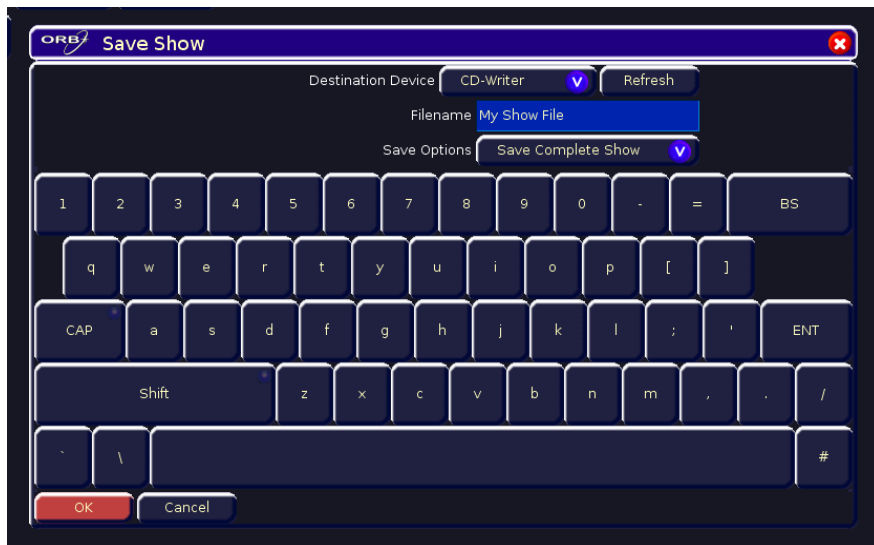 ORB Save Show
Destination Device CD-Writer V Refresh
Filename My Show File
Save Options Save Complete Show V
1 2 3 4 5 6 7 8 9 0 - = BS
q w e r t y u i o p [ ]
CAP a s d f g h j k l ; ' ENT
Shift z x c v b n m , . /
` \ #
OK Cancel